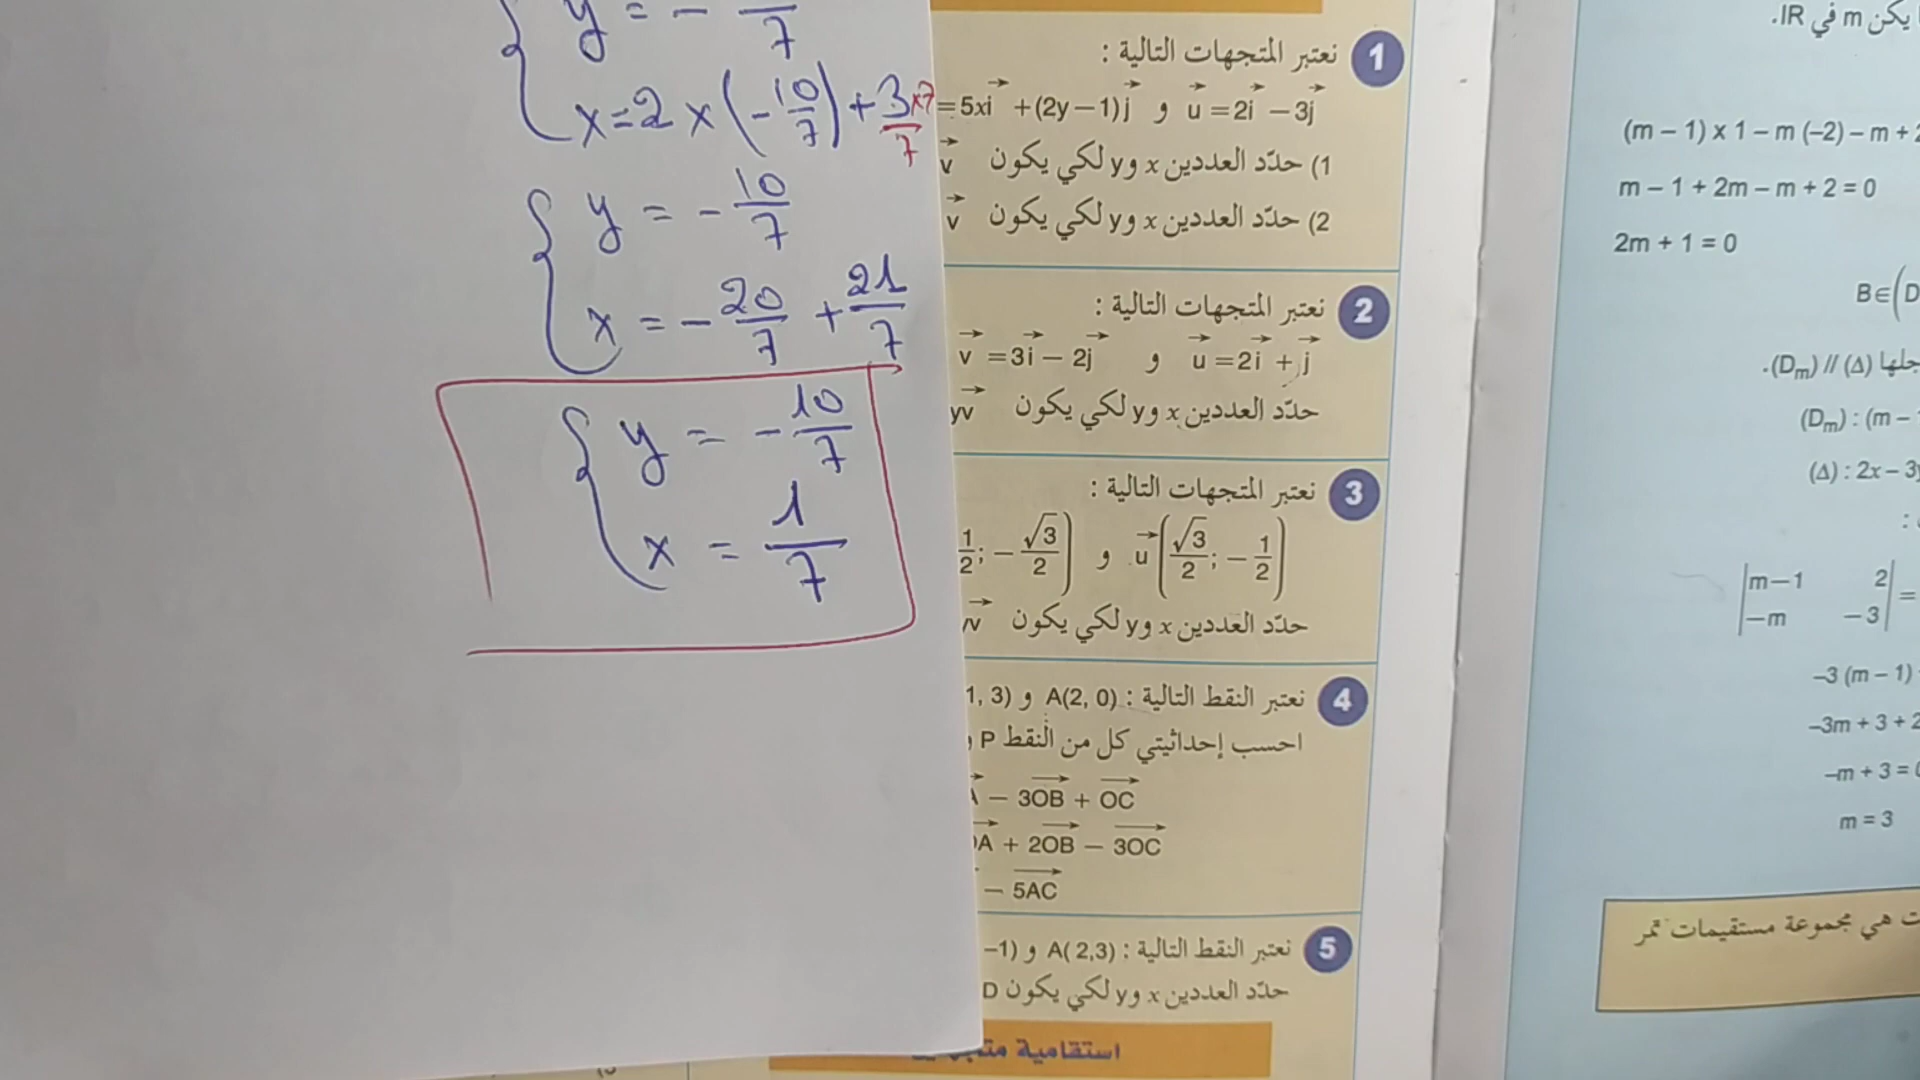 y = - /7
x = 2 × (-10/7) + 3×7/7
y = -10/7
x = -20/7 + 21/7
y = -10/7
x = 1/7
1 نعتبر المتجهات التالية :
u = 2i - 3j و = 5xi + (2y - 1)j
1) حدّد العددين x وy لكي يكون v
2) حدّد العددين x وy لكي يكون v
2 نعتبر المتجهات التالية :
u = 2i + j و v = 3i - 2j
حدّد العددين x وy لكي يكون yv
3 نعتبر المتجهات التالية :
u(√3/2 ; -1/2) و 1/2 ; -√3/2)
حدّد العددين x وy لكي يكون v
4 نعتبر النقط التالية : A(2, 0) و 1, 3)
احسب إحداثيتي كل من النقط P
A - 3OB + OC
A + 2OB - 3OC
- 5AC
5 نعتبر النقط التالية : A( 2,3) و -1)
حدّد العددين x وy لكي يكون D
استقامية
يكن m في IR.
(m - 1) x 1 - m (-2) - m + 2
m - 1 + 2m - m + 2 = 0
2m + 1 = 0
B∈(D
(Dm) // (Δ).
(Dm) : (m -
(Δ) : 2x - 3y
:
|m-1 2|
|-m -3| =
-3 (m - 1)
-3m + 3 + 2
-m + 3 = 0
m = 3
هي مجموعة مستقيمات تمر